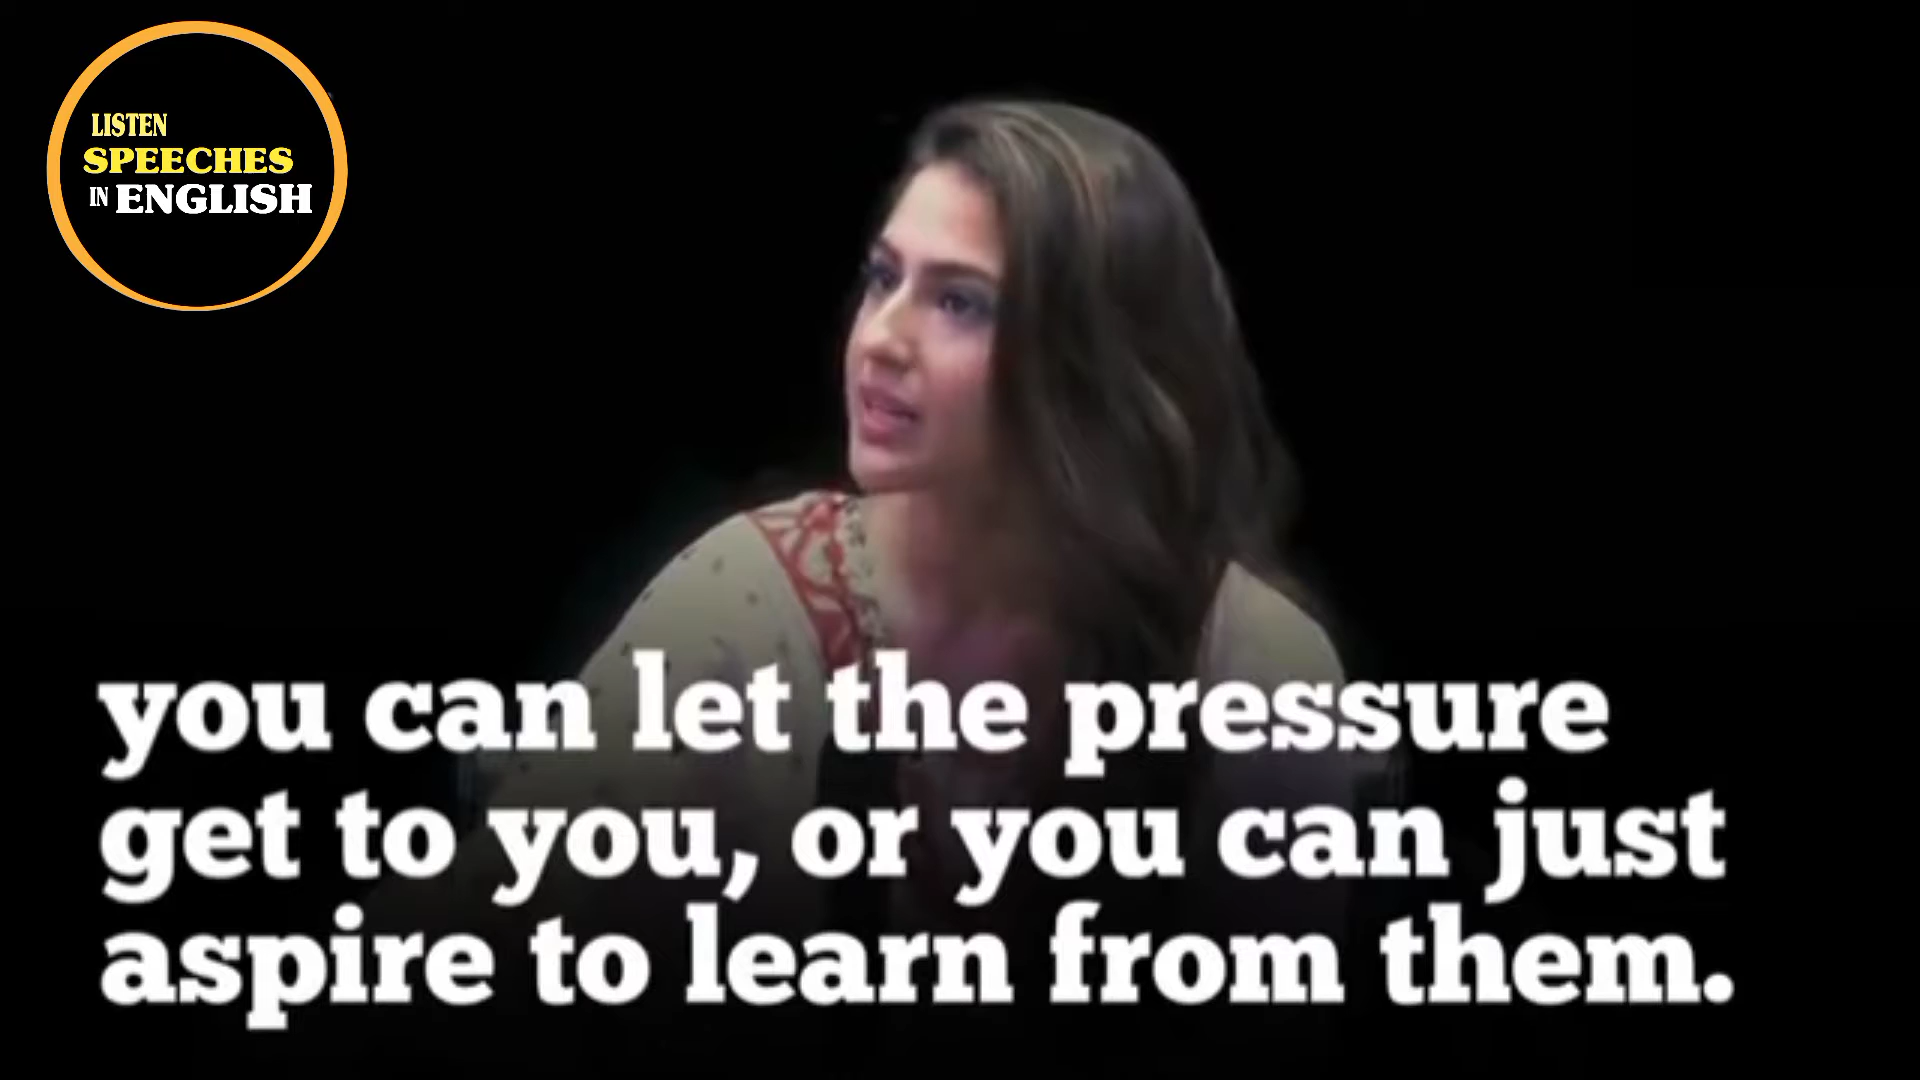 LISTEN
SPEECHES
IN ENGLISH
you can let the pressure
get to you, or you can just
aspire to learn from them.